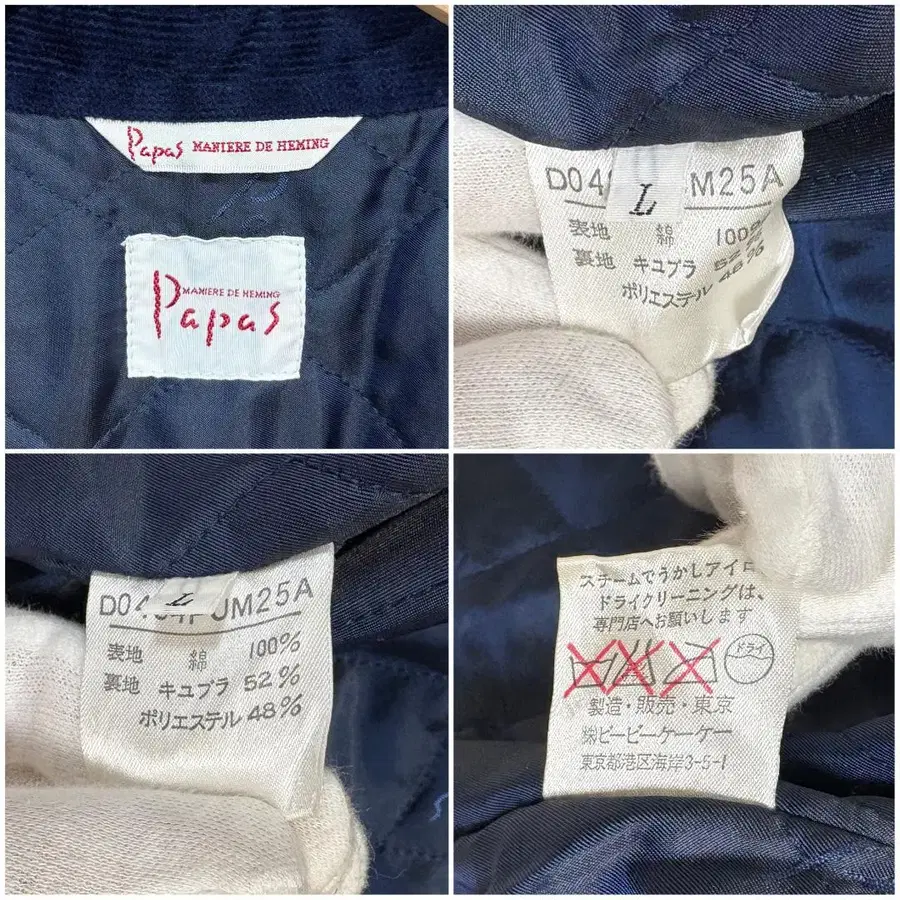 Papas MANIERE DE HEMING
MANIERE DE HEMING
Papas
L
M25A
表地 綿 100%
裏地 キュプラ 52%
ポリエステル 48%
L
UM25A
表地 綿 100%
裏地 キュプラ 52%
ポリエステル 48%
スチームでうかしアイロ
ドライクリーニングは、
専門店へお願いします
ドライ
製造・販売・東京
㈱ビービーケーケー
東京都港区海岸3-5-1